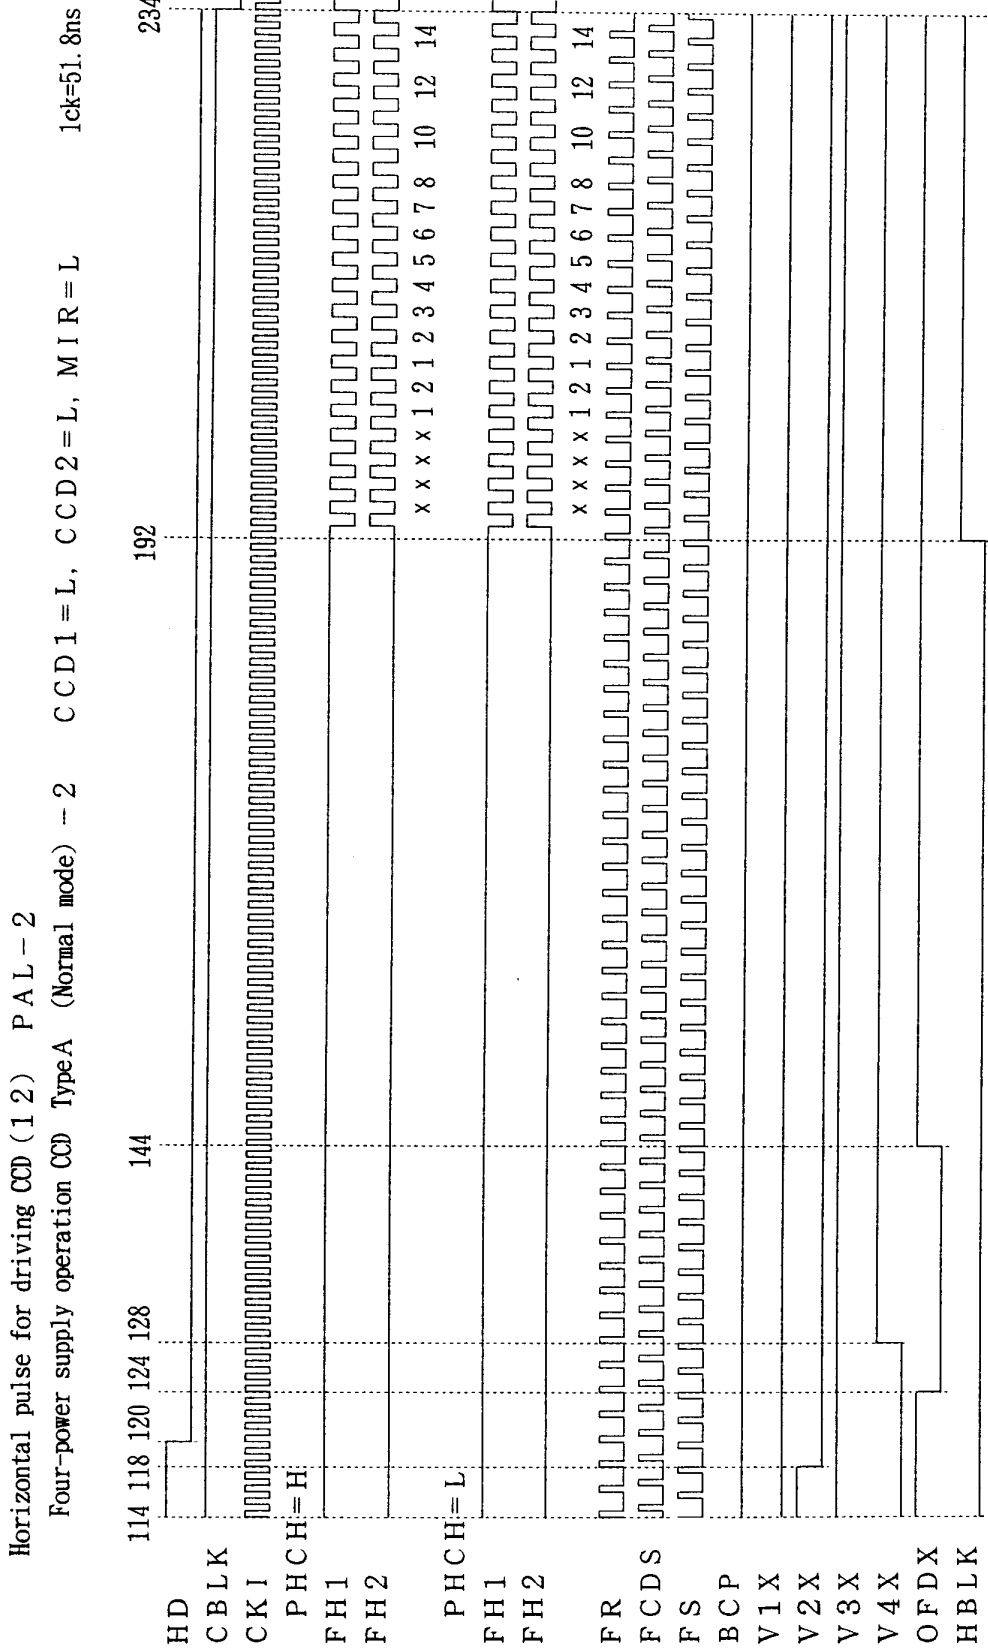 Horizontal pulse for driving CCD(12) PAL-2
Four-power supply operation CCD TypeA (Normal mode) -2 CCD1=L, CCD2=L, MIR=L 1ck=51.8ns
114 118 120 124 128 144 192 234
HD
CBLK
CKI
PHCH=H
FH1
FH2
x x x x 1 2 1 2 3 4 5 6 7 8 10 12 14
PHCH=L
FH1
FH2
x x x x 1 2 1 2 3 4 5 6 7 8 10 12 14
FR
FCDS
FS
BCP
V1X
V2X
V3X
V4X
OFDX
HBLK